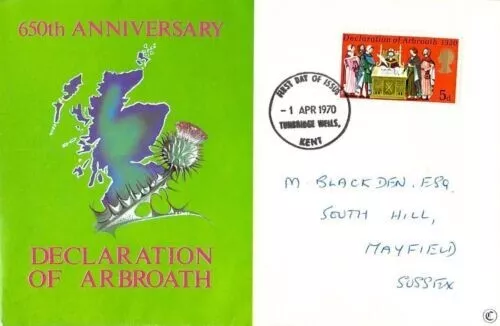 650th ANNIVERSARY
DECLARATION
OF ARBROATH
Declaration of Arbroath 1320
5d
FIRST DAY OF ISSUE
- 1 APR 1970
TUNBRIDGE WELLS,
KENT
M BLACKDEN. ESQ.
SOUTH HILL,
MAYFIELD
SUSSEX
C